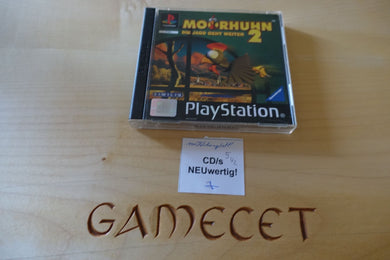 MOORHUHN 2
DIE JAGD GEHT WEITER
PlayStation
CD/s
NEUwertig!
GAMECET